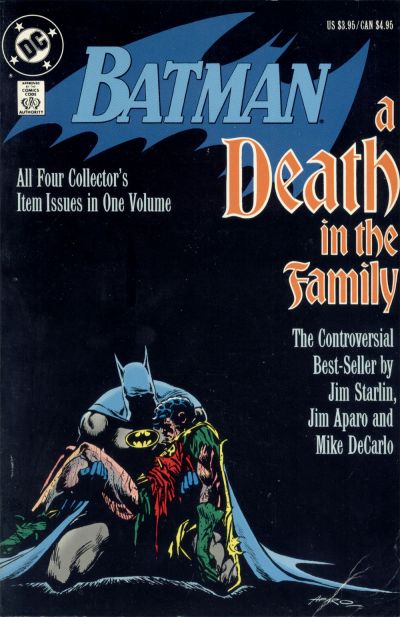 US $3.95/CAN $4.95
DC
APPROVED
BY THE
COMICS CODE
AUTHORITY
BATMAN
a
Death
in the
Family
All Four Collector's
Item Issues in One Volume
The Controversial
Best-Seller by
Jim Starlin,
Jim Aparo and
Mike DeCarlo
APARO